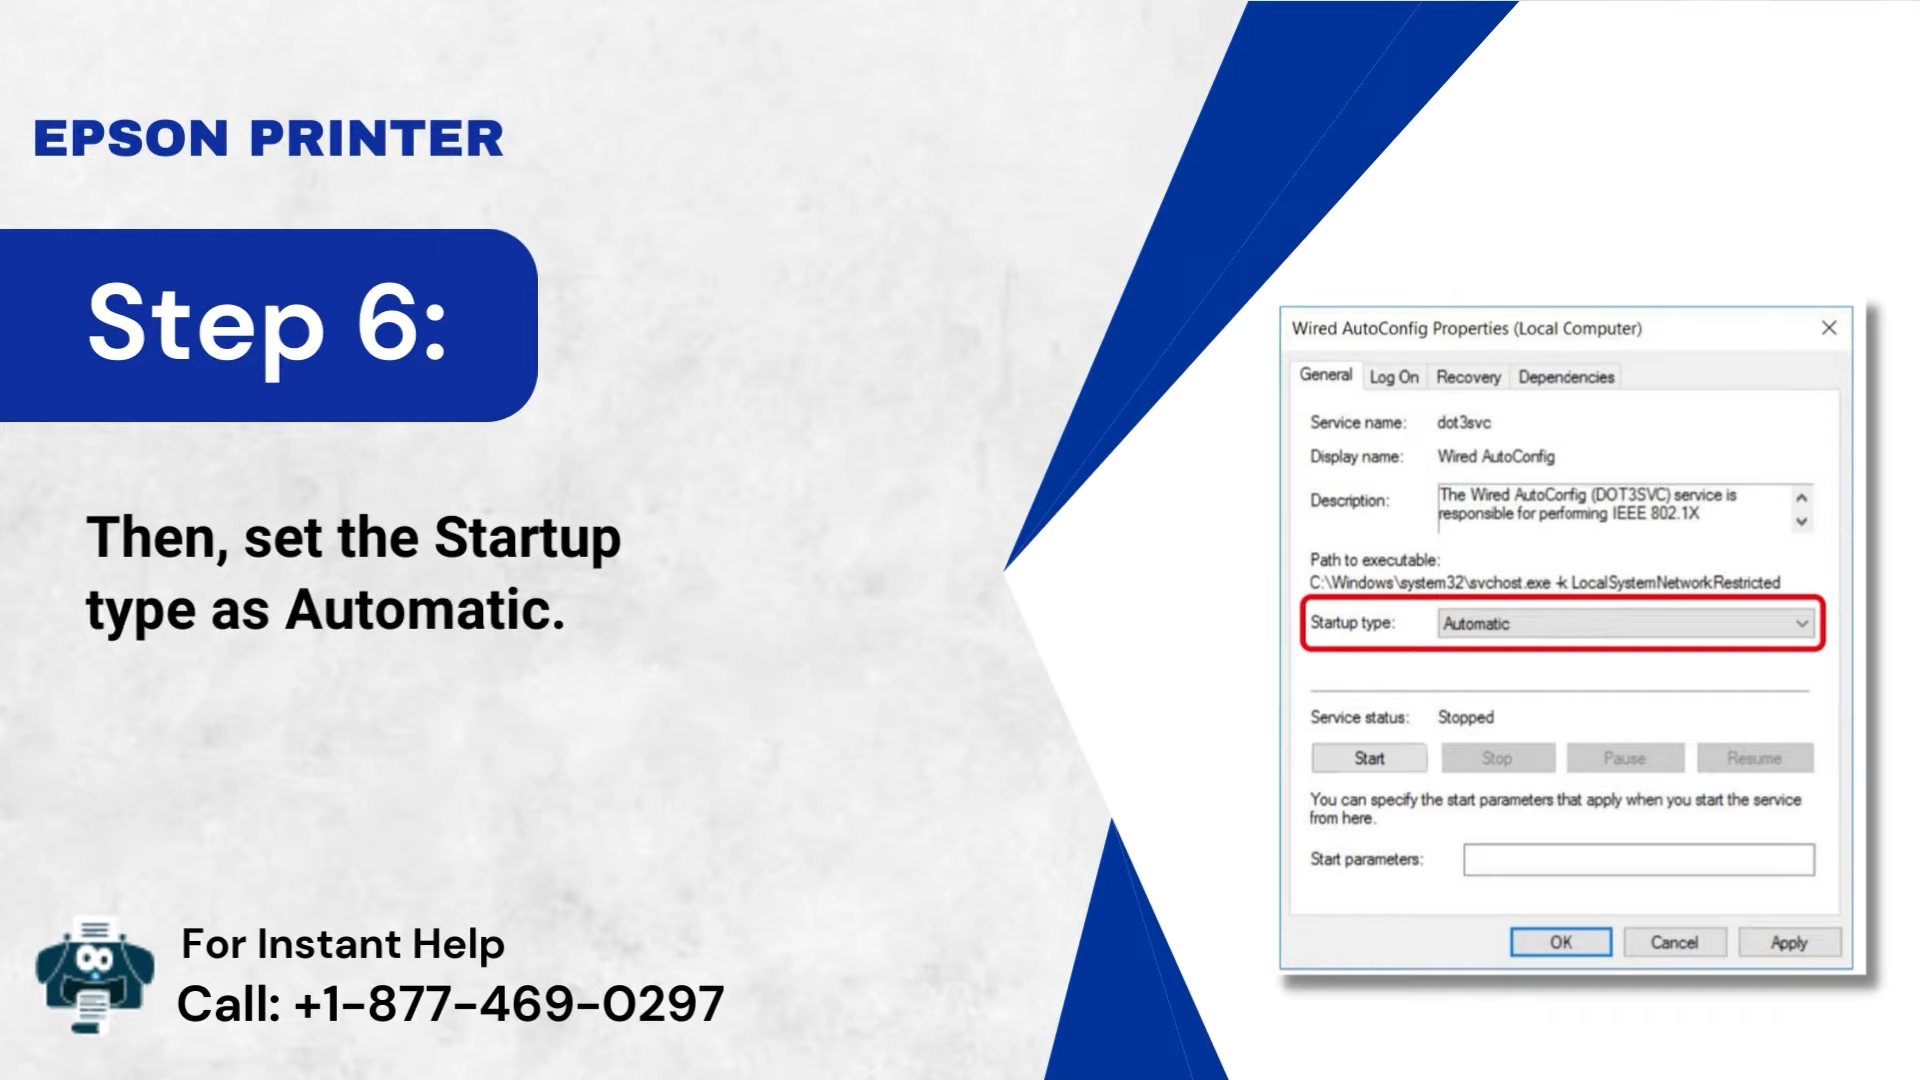 EPSON PRINTER
Step 6:
Then, set the Startup
type as Automatic.
For Instant Help
Call: +1-877-469-0297
Wired AutoConfig Properties (Local Computer)
General Log On Recovery Dependencies
Service name: dot3svc
Display name: Wired AutoConfig
Description: The Wired AutoConfig (DOT3SVC) service is
responsible for performing IEEE 802.1X
Path to executable:
C:\Windows\system32\svchost.exe -k LocalSystemNetworkRestricted
Startup type: Automatic
Service status: Stopped
Start Stop Pause Resume
You can specify the start parameters that apply when you start the service
from here.
Start parameters:
OK Cancel Apply